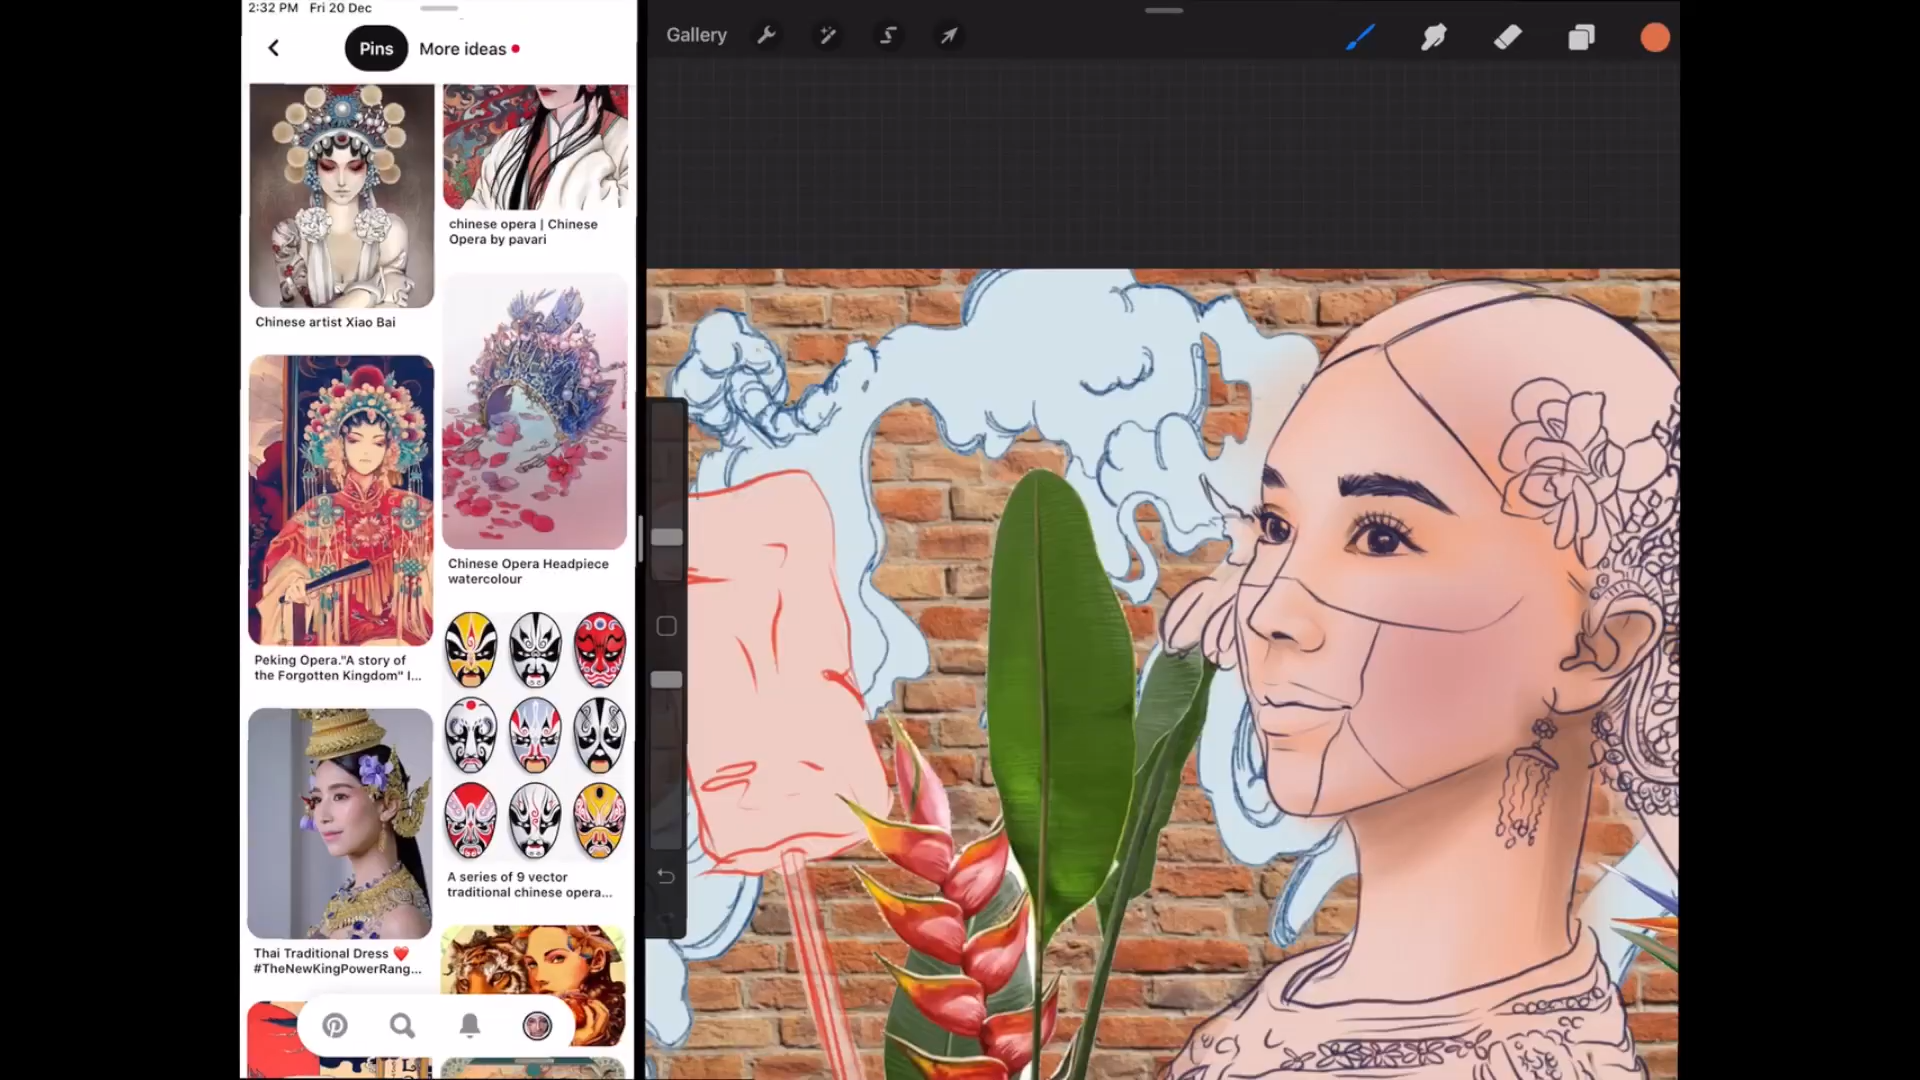 2:32 PM Fri 20 Dec
Pins
More ideas
Gallery
chinese opera | Chinese
Opera by pavari
Chinese artist Xiao Bai
Chinese Opera Headpiece
watercolour
Peking Opera."A story of
the Forgotten Kingdom" I...
A series of 9 vector
traditional chinese opera...
Thai Traditional Dress ❤️
#TheNewKingPowerRang...